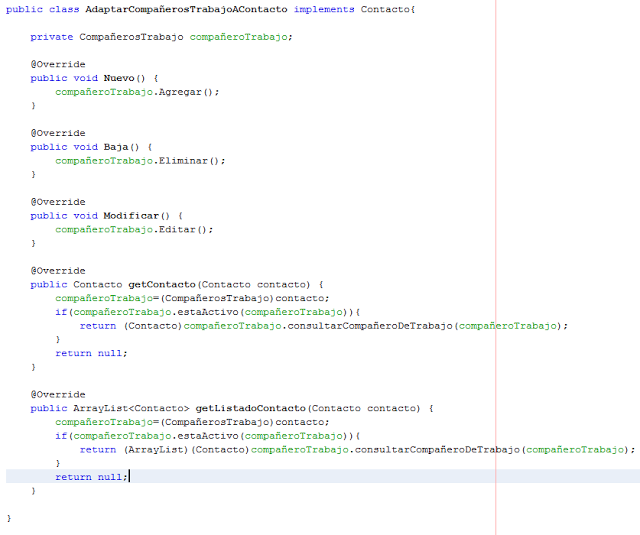 public class AdaptarCompañerosTrabajoAContacto implements Contacto{
private CompañerosTrabajo compañeroTrabajo;
@Override
public void Nuevo() {
compañeroTrabajo.Agregar();
}
@Override
public void Baja() {
compañeroTrabajo.Eliminar();
}
@Override
public void Modificar() {
compañeroTrabajo.Editar();
}
@Override
public Contacto getContacto(Contacto contacto) {
compañeroTrabajo=(CompañerosTrabajo)contacto;
if(compañeroTrabajo.estaActivo(compañeroTrabajo)){
return (Contacto)compañeroTrabajo.consultarCompañeroDeTrabajo(compañeroTrabajo);
}
return null;
}
@Override
public ArrayList<Contacto> getListadoContacto(Contacto contacto) {
compañeroTrabajo=(CompañerosTrabajo)contacto;
if(compañeroTrabajo.estaActivo(compañeroTrabajo)){
return (ArrayList)(Contacto)compañeroTrabajo.consultarCompañeroDeTrabajo(compañeroTrabajo);
}
return null;
}
}